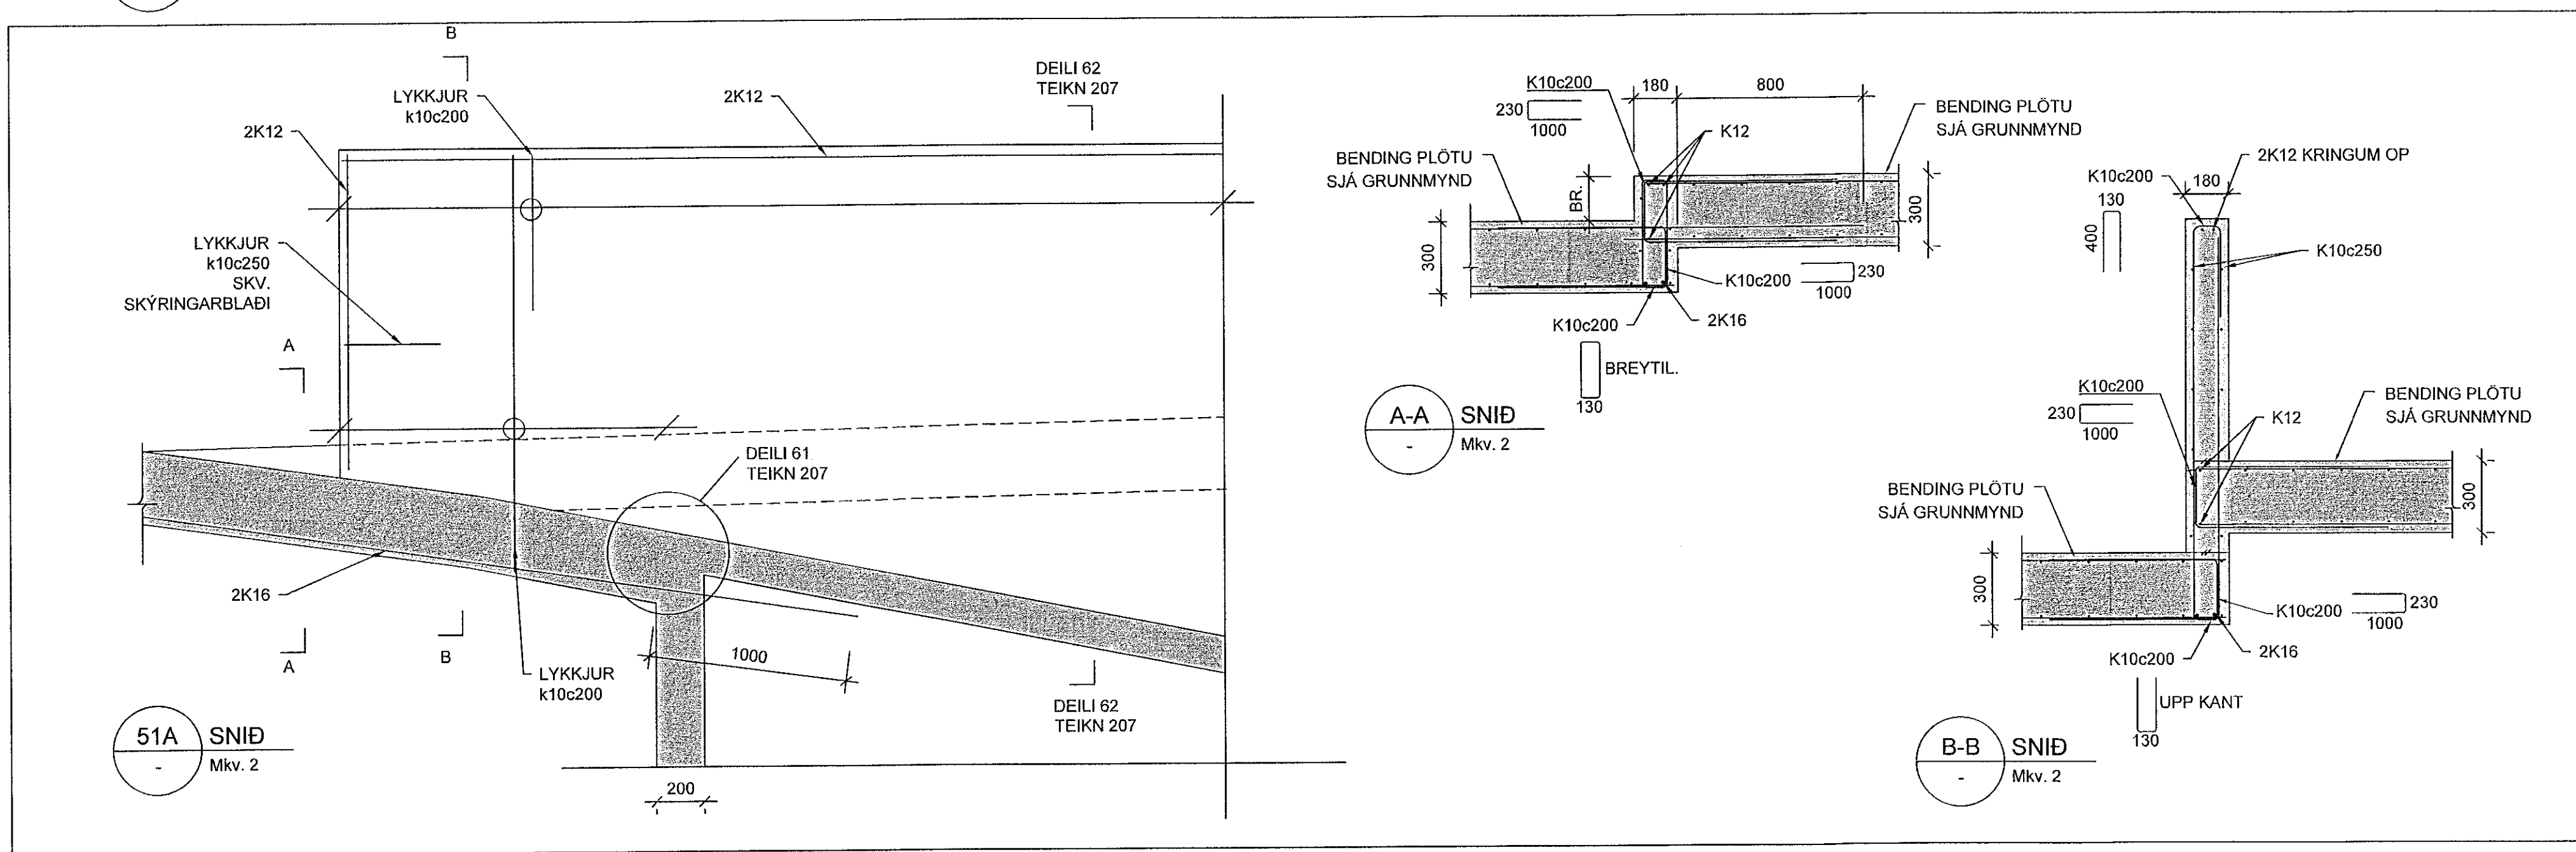 B
LYKKJUR
k10c200
2K12
DEILI 62
TEIKN 207
2K12
LYKKJUR
k10c250
SKV.
SKÝRINGARBLAÐI
A
DEILI 61
TEIKN 207
2K16
A
B
LYKKJUR
k10c200
1000
DEILI 62
TEIKN 207
200
51A
SNIÐ
-
Mkv. 2
K10c200
180
800
230
1000
K12
BENDING PLÖTU
SJÁ GRUNNMYND
BENDING PLÖTU
SJÁ GRUNNMYND
BR.
300
300
K10c200
230
1000
K10c200
2K16
BREYTIL.
130
A-A
SNIÐ
-
Mkv. 2
2K12 KRINGUM OP
K10c200
180
130
400
K10c250
K10c200
230
1000
K12
BENDING PLÖTU
SJÁ GRUNNMYND
BENDING PLÖTU
SJÁ GRUNNMYND
300
300
K10c200
230
1000
K10c200
2K16
UPP KANT
130
B-B
SNIÐ
-
Mkv. 2